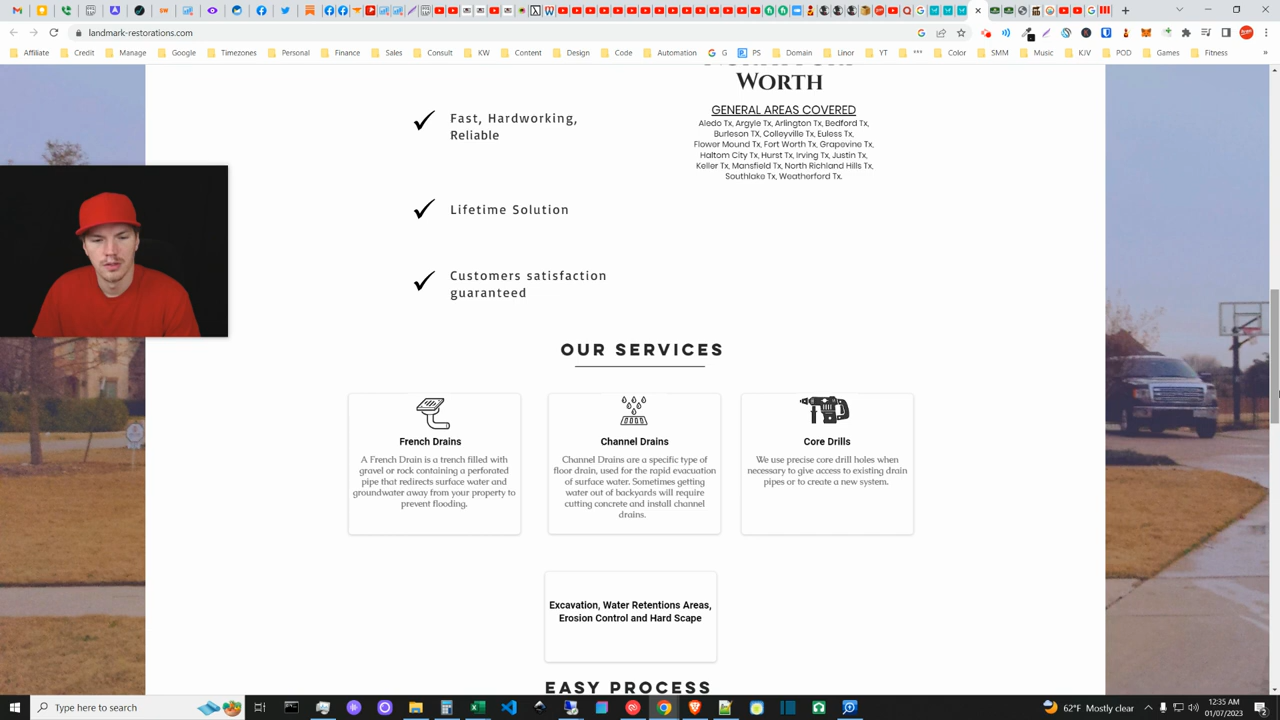 landmark-restorations.com
Affiliate
Credit
Manage
Google
Timezones
Personal
Finance
Sales
Consult
KW
Content
Design
Code
Automation
G
PS
Domain
Linor
YT
***
Color
SMM
Music
KJV
POD
Games
Fitness
»
WORTH
Fast, Hardworking,
Reliable
GENERAL AREAS COVERED
Aledo Tx, Argyle Tx, Arlington Tx, Bedford Tx,
Burleson TX, Colleyville Tx, Euless Tx,
Flower Mound Tx, Fort Worth Tx, Grapevine Tx,
Haltom City Tx, Hurst Tx, Irving Tx, Justin Tx,
Keller Tx, Mansfield Tx, North Richland Hills Tx,
Southlake Tx, Weatherford Tx.
Lifetime Solution
Customers satisfaction
guaranteed
OUR SERVICES
French Drains
A French Drain is a trench filled with
gravel or rock containing a perforated
pipe that redirects surface water and
groundwater away from your property to
prevent flooding.
Channel Drains
Channel Drains are a specific type of
floor drain, used for the rapid evacuation
of surface water. Sometimes getting
water out of backyards will require
cutting concrete and install channel
drains.
Core Drills
We use precise core drill holes when
necessary to give access to existing drain
pipes or to create a new system.
Excavation, Water Retentions Areas,
Erosion Control and Hard Scape
EASY PROCESS
Type here to search
62°F Mostly clear
12:35 AM
01/07/2023
2